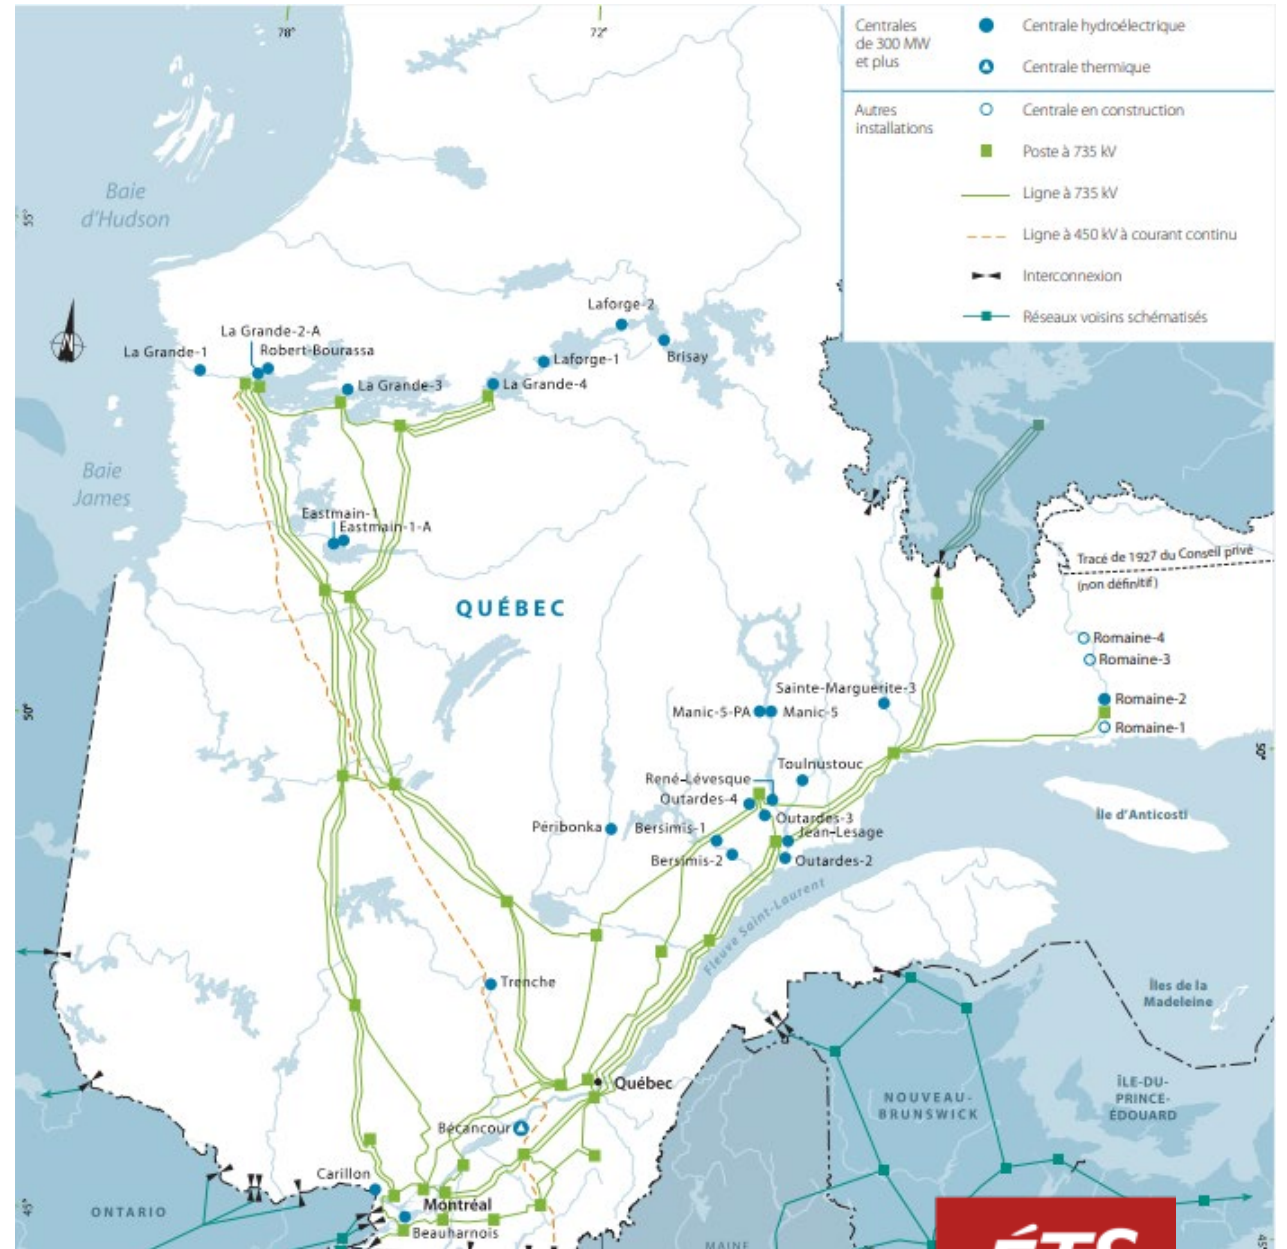 78°
72°
Centrales
de 300 MW
et plus
Centrale hydroélectrique
Centrale thermique
Autres
installations
Centrale en construction
Poste à 735 kV
Ligne à 735 kV
Ligne à 450 kV à courant continu
Interconnexion
Réseaux voisins schématisés
Baie
d'Hudson
55°
N
Laforge-2
La Grande-2-A
La Grande-1
Robert-Bourassa
Laforge-1
Brisay
La Grande-3
La Grande-4
Baie
James
Eastmain-1
Eastmain-1-A
Tracé de 1927 du Conseil privé
(non définitif)
QUÉBEC
Romaine-4
Romaine-3
Sainte-Marguerite-3
Romaine-2
50°
Manic-5-PA
Manic-5
Romaine-1
50°
Toulnustouc
René-Lévesque
Outardes-4
Outardes-3
Île d'Anticosti
Péribonka
Bersimis-1
Jean-Lesage
Bersimis-2
Outardes-2
Fleuve Saint-Laurent
Trenche
Îles de la
Madeleine
Québec
NOUVEAU-
BRUNSWICK
ÎLE-DU-
PRINCE-
ÉDOUARD
Bécancour
Carillon
Montréal
45°
ONTARIO
Beauharnois
MAINE
ÉTS
45°